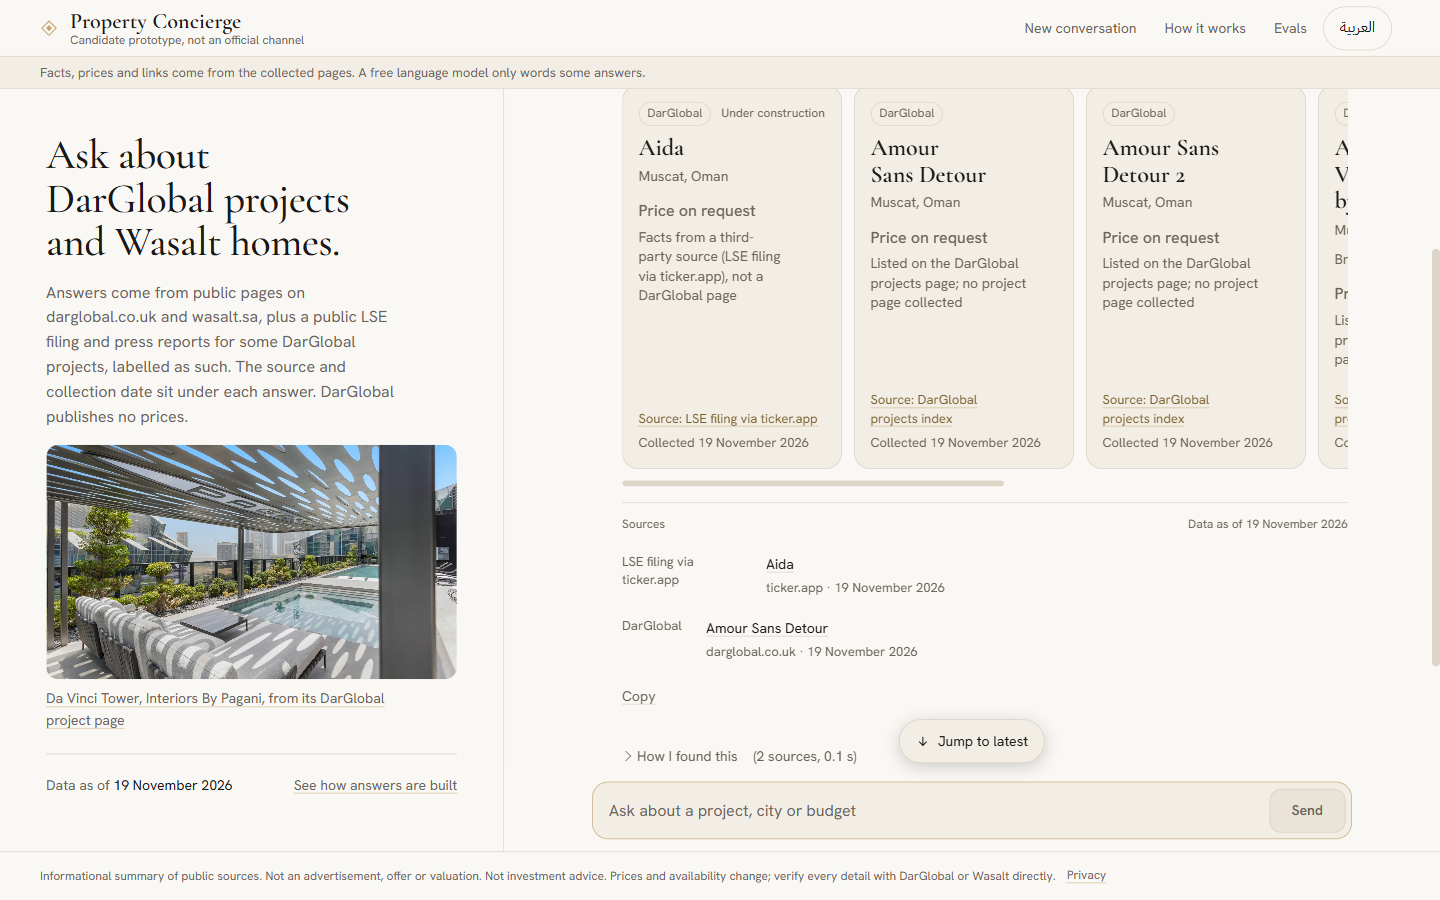 Property Concierge
Candidate prototype, not an official channel
New conversation
How it works
Evals
العربية
Facts, prices and links come from the collected pages. A free language model only words some answers.
Ask about
DarGlobal projects
and Wasalt homes.
Answers come from public pages on
darglobal.co.uk and wasalt.sa, plus a public LSE
filing and press reports for some DarGlobal
projects, labelled as such. The source and
collection date sit under each answer. DarGlobal
publishes no prices.
Da Vinci Tower, Interiors By Pagani, from its DarGlobal
project page
Data as of 19 November 2026
See how answers are built
DarGlobal
Under construction
Aida
Muscat, Oman
Price on request
Facts from a third-
party source (LSE filing
via ticker.app), not a
DarGlobal page
Source: LSE filing via ticker.app
Collected 19 November 2026
DarGlobal
Amour
Sans Detour
Muscat, Oman
Price on request
Listed on the DarGlobal
projects page; no project
page collected
Source: DarGlobal
projects index
Collected 19 November 2026
DarGlobal
Amour Sans
Detour 2
Muscat, Oman
Price on request
Listed on the DarGlobal
projects page; no project
page collected
Source: DarGlobal
projects index
Collected 19 November 2026
Sources
Data as of 19 November 2026
LSE filing via
ticker.app
Aida
ticker.app · 19 November 2026
DarGlobal
Amour Sans Detour
darglobal.co.uk · 19 November 2026
Copy
How I found this (2 sources, 0.1 s)
↓ Jump to latest
Ask about a project, city or budget
Send
Informational summary of public sources. Not an advertisement, offer or valuation. Not investment advice. Prices and availability change; verify every detail with DarGlobal or Wasalt directly.
Privacy